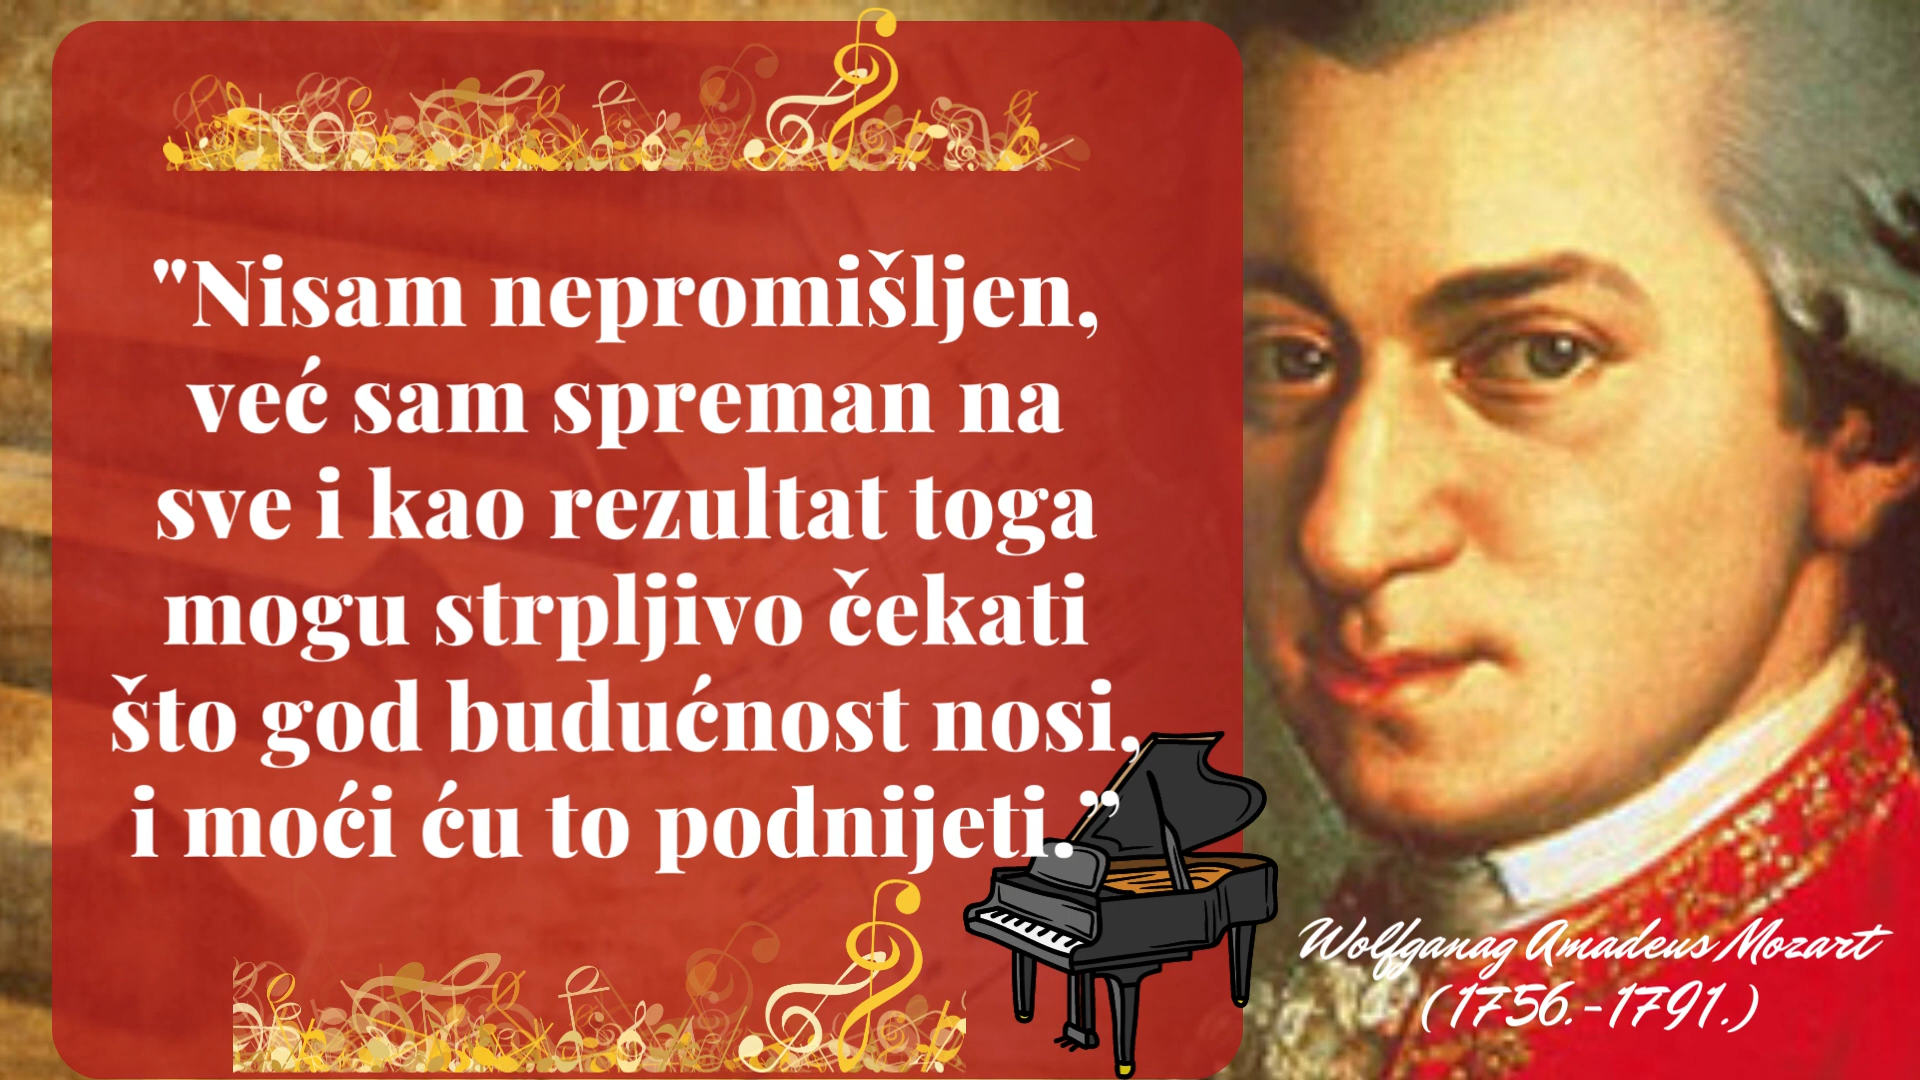 "Nisam nepromišljen,
već sam spreman na
sve i kao rezultat toga
mogu strpljivo čekati
što god budućnost nosi,
i moći ću to podnijeti.”
Wolfganag Amadeus Mozart
(1756.-1791.)